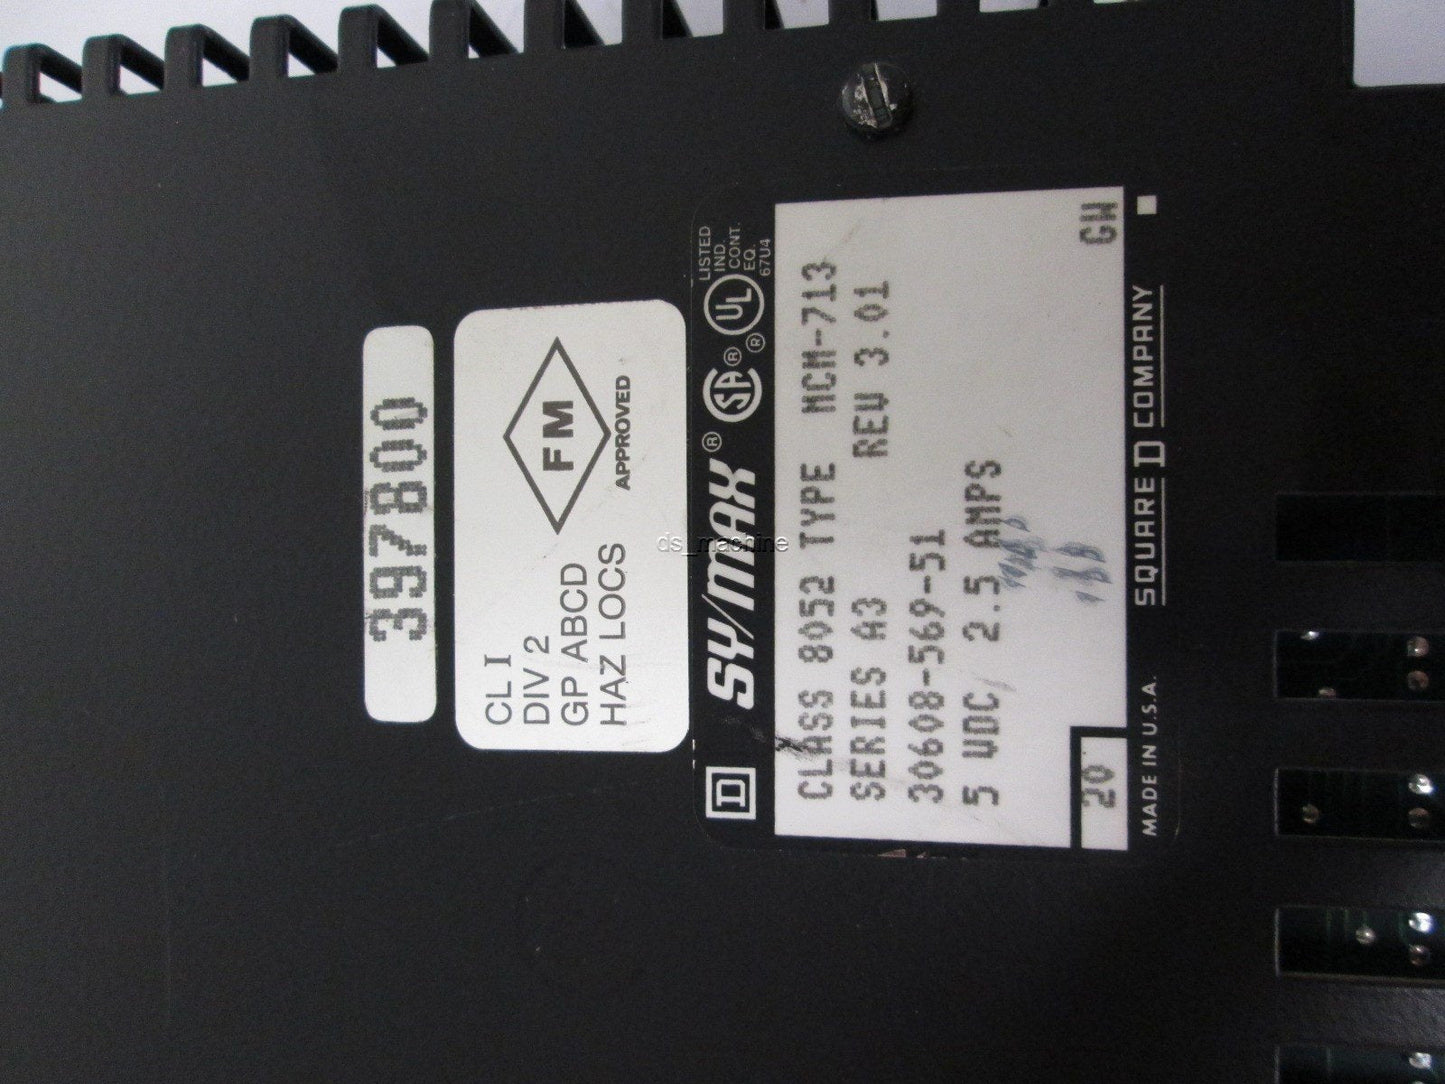 397800
CL I
DIV 2
GP ABCD
HAZ LOCS
FM
APPROVED
D SY/MAX® SA® UL® LISTED
IND.
CONT.
EQ.
67U4
CLASS 8052 TYPE MCM-713
SERIES A3 REV 3.01
30608-569-51
5 VDC 2.5 AMPS
20 GW
MADE IN U.S.A. SQUARE D COMPANY
ds_machine